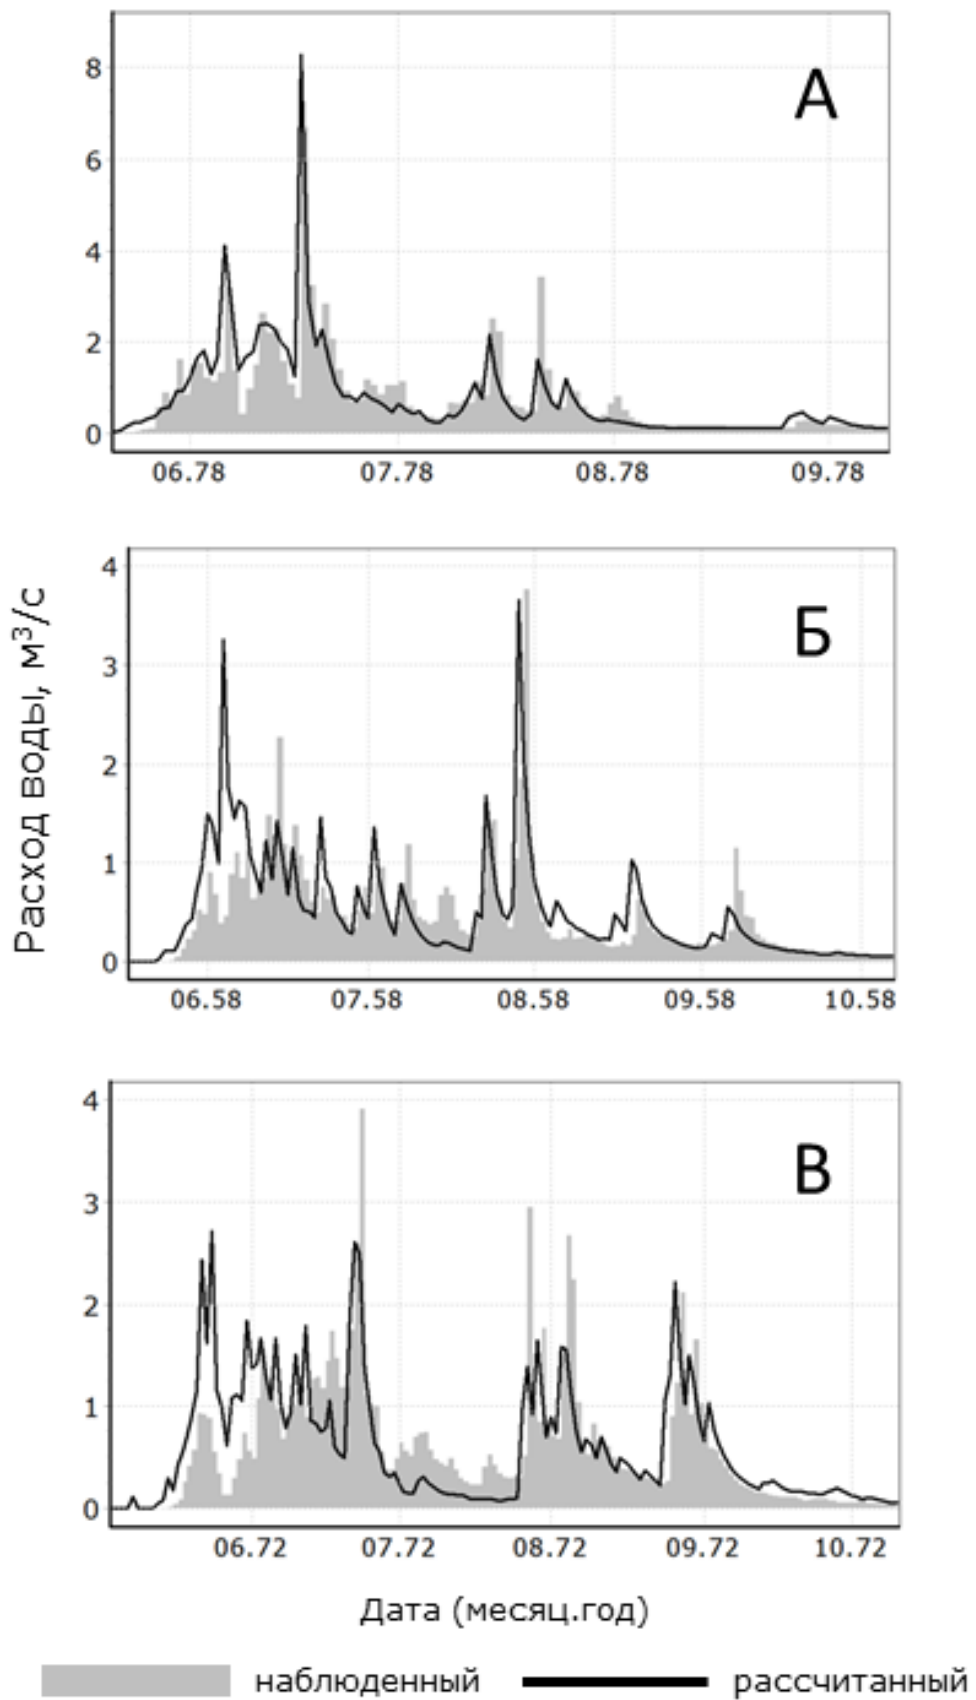 А
8
6
4
2
0
06.78 07.78 08.78 09.78
Расход воды, м³/с
Б
4
3
2
1
0
06.58 07.58 08.58 09.58 10.58
В
4
3
2
1
0
06.72 07.72 08.72 09.72 10.72
Дата (месяц.год)
наблюденный рассчитанный